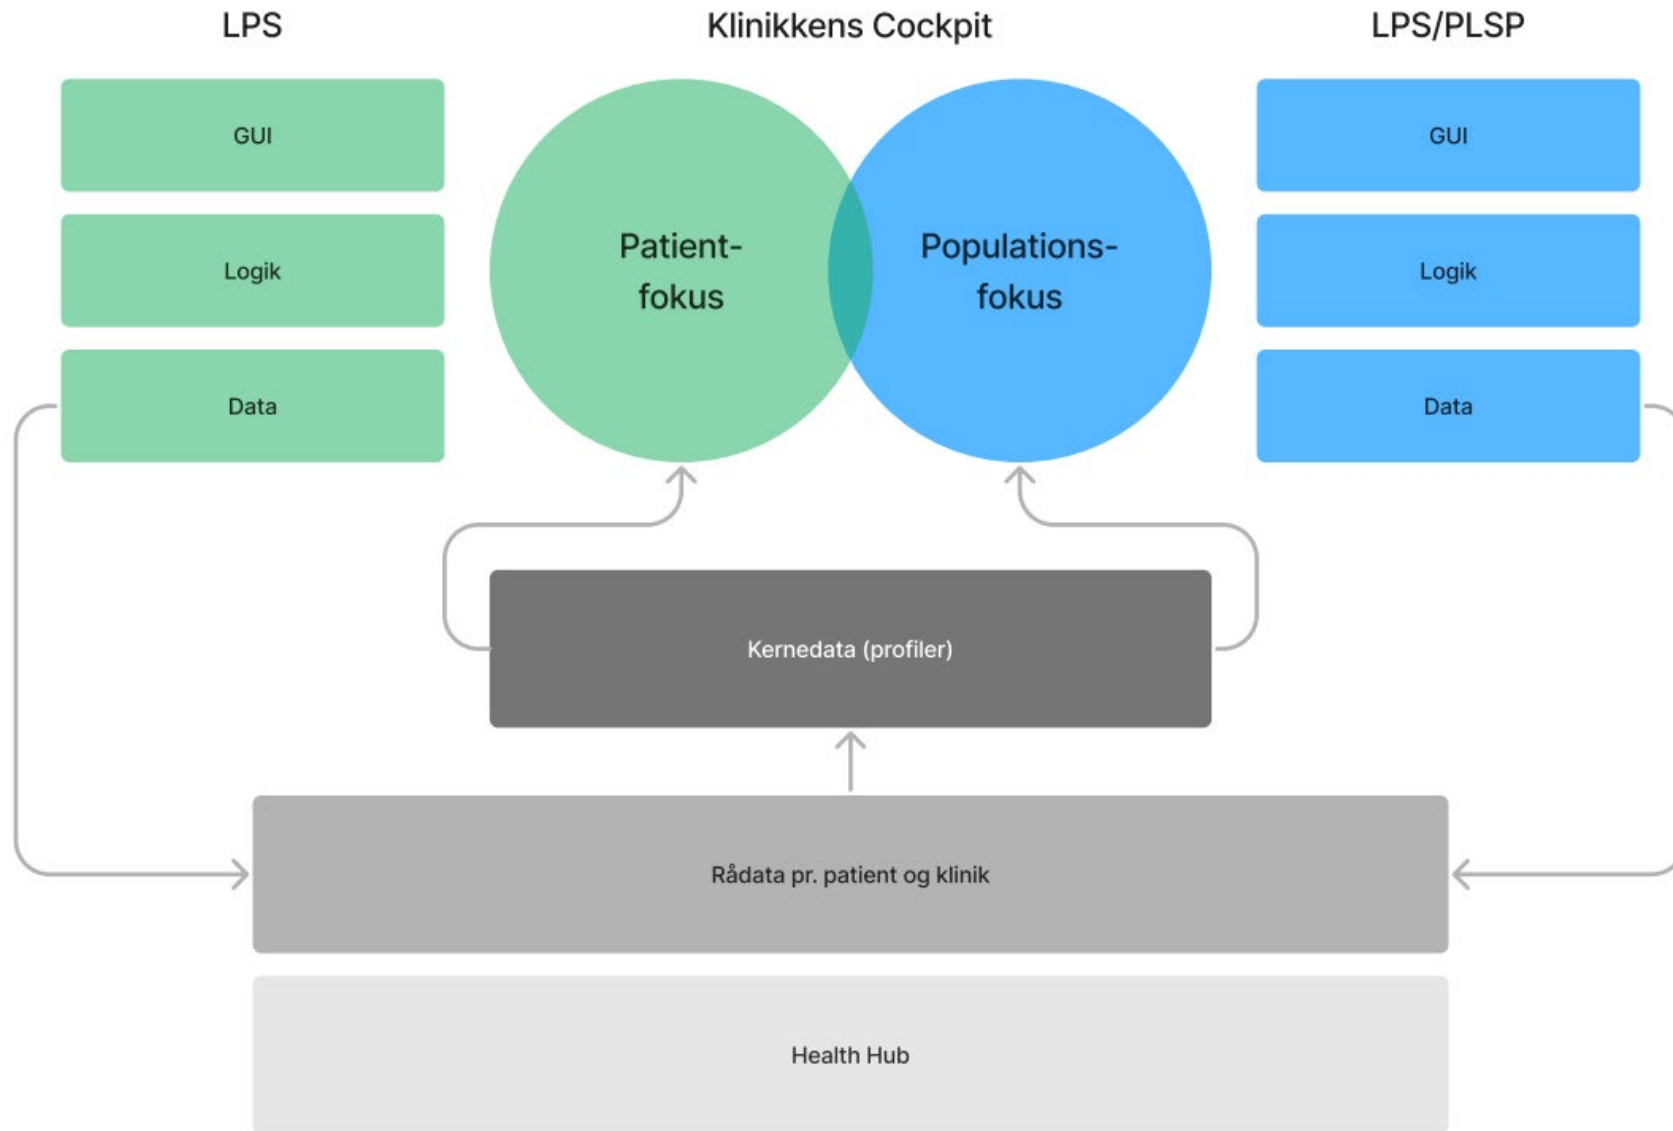 LPS
Klinikkens Cockpit
LPS/PLSP
GUI
Logik
Data
Patient-
fokus
Populations-
fokus
GUI
Logik
Data
Kernedata (profiler)
Rådata pr. patient og klinik
Health Hub